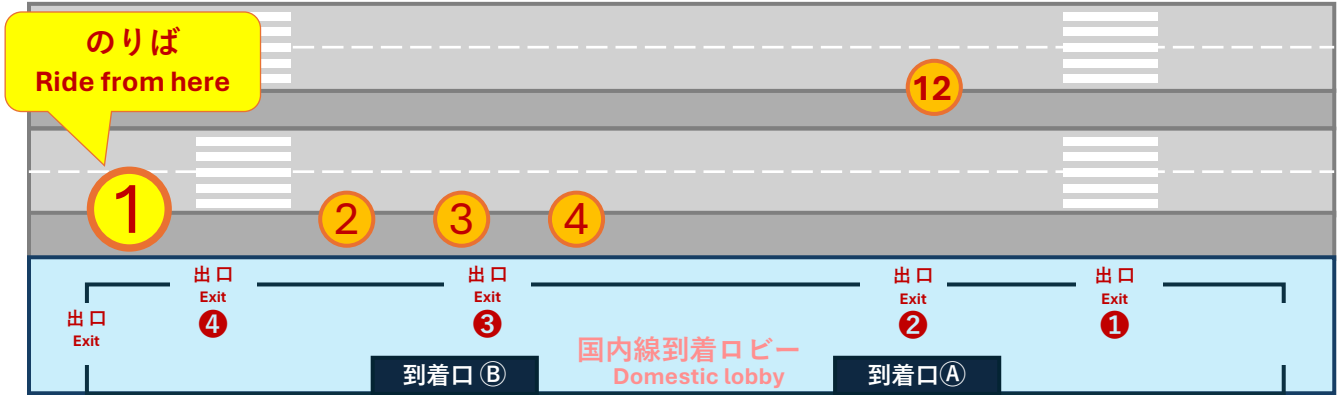 のりば
Ride from here
12
1
2
3
4
出口
Exit
4
出口
Exit
3
出口
Exit
2
出口
Exit
1
出口
Exit
国内線到着ロビー
Domestic lobby
到着口 Ⓑ
到着口Ⓐ